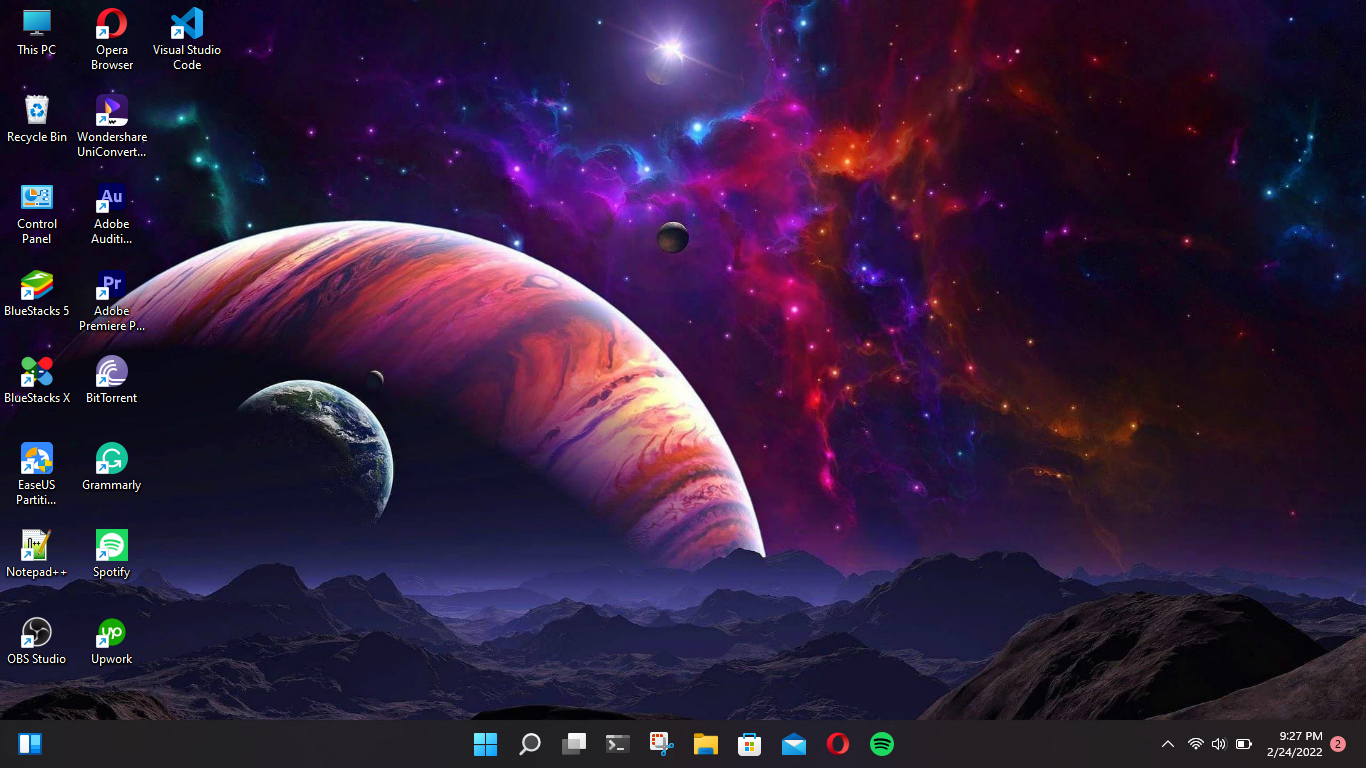 This PC
Opera
Browser
Visual Studio
Code
Recycle Bin
Wondershare
UniConvert...
Control
Panel
Au
Adobe
Auditi...
BlueStacks 5
Pr
Adobe
Premiere P...
BlueStacks X
BitTorrent
EaseUS
Partiti...
Grammarly
Notepad++
Spotify
OBS Studio
up
Upwork
9:27 PM
2/24/2022
2